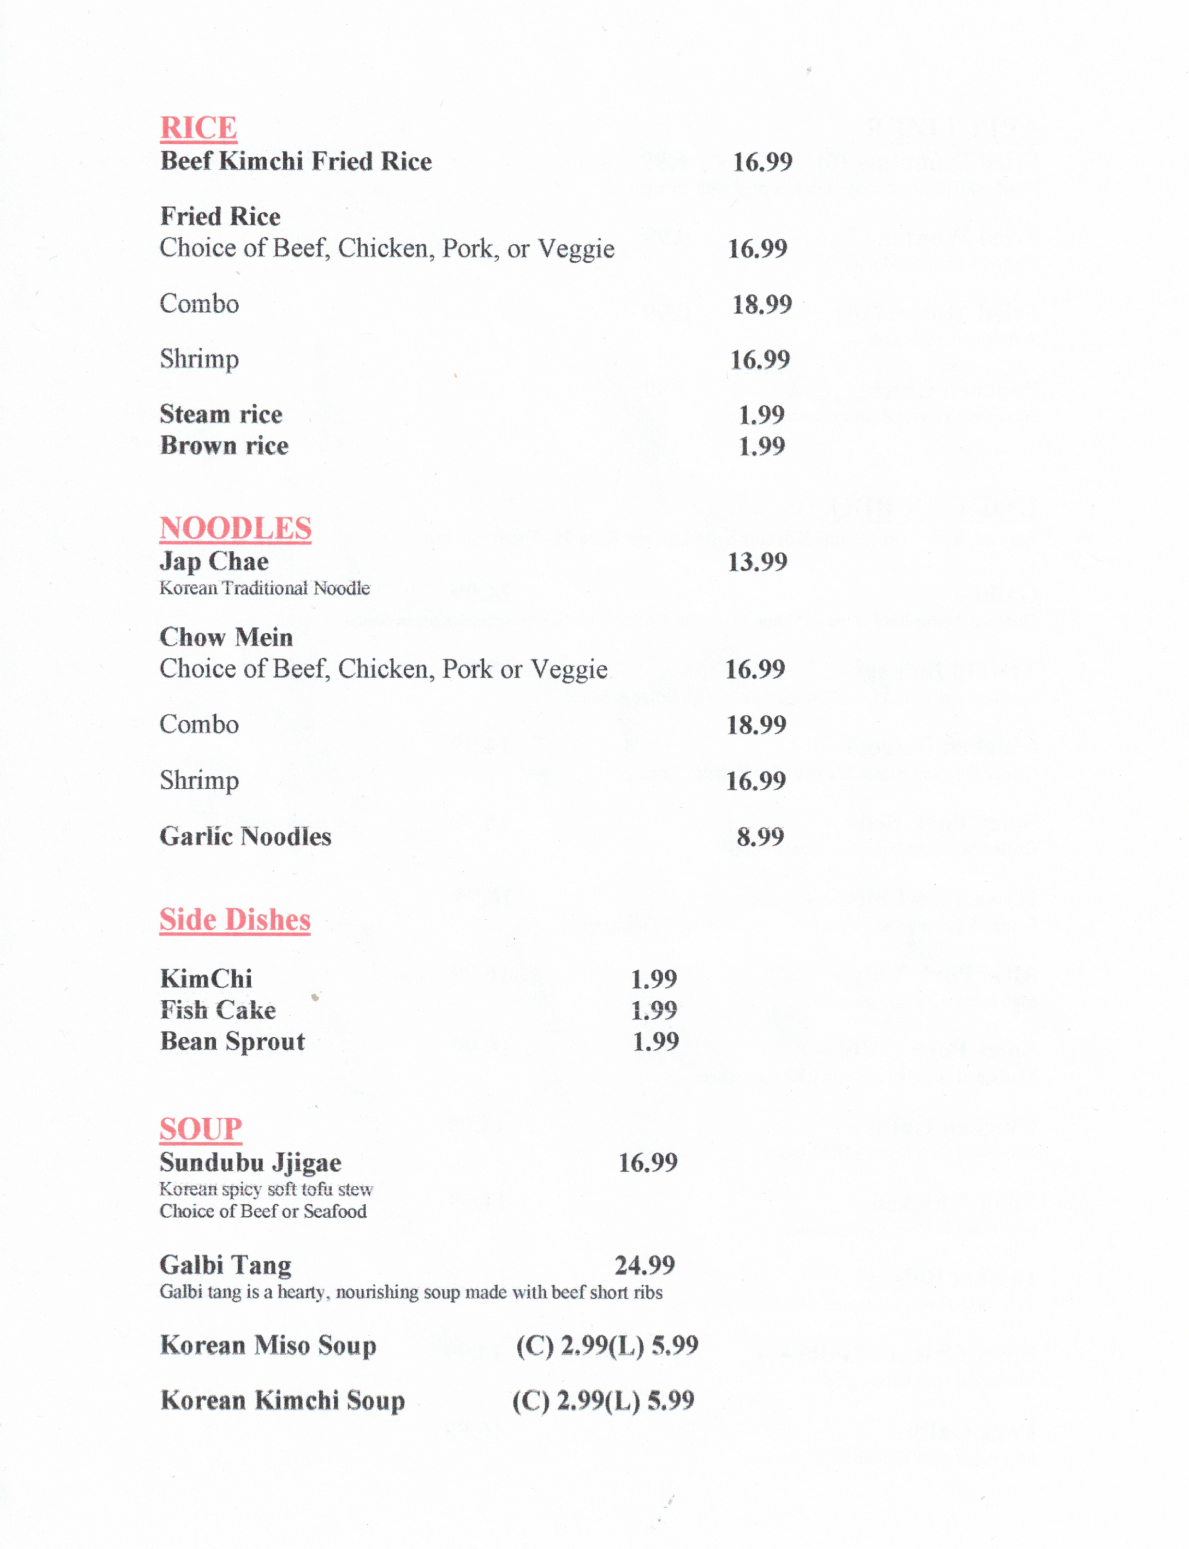 RICE
Beef Kimchi Fried Rice 16.99
Fried Rice
Choice of Beef, Chicken, Pork, or Veggie 16.99
Combo 18.99
Shrimp 16.99
Steam rice 1.99
Brown rice 1.99
NOODLES
Jap Chae 13.99
Korean Traditional Noodle
Chow Mein
Choice of Beef, Chicken, Pork or Veggie 16.99
Combo 18.99
Shrimp 16.99
Garlic Noodles 8.99
Side Dishes
KimChi 1.99
Fish Cake 1.99
Bean Sprout 1.99
SOUP
Sundubu Jjigae 16.99
Korean spicy soft tofu stew
Choice of Beef or Seafood
Galbi Tang 24.99
Galbi tang is a hearty, nourishing soup made with beef short ribs
Korean Miso Soup (C) 2.99(L) 5.99
Korean Kimchi Soup (C) 2.99(L) 5.99